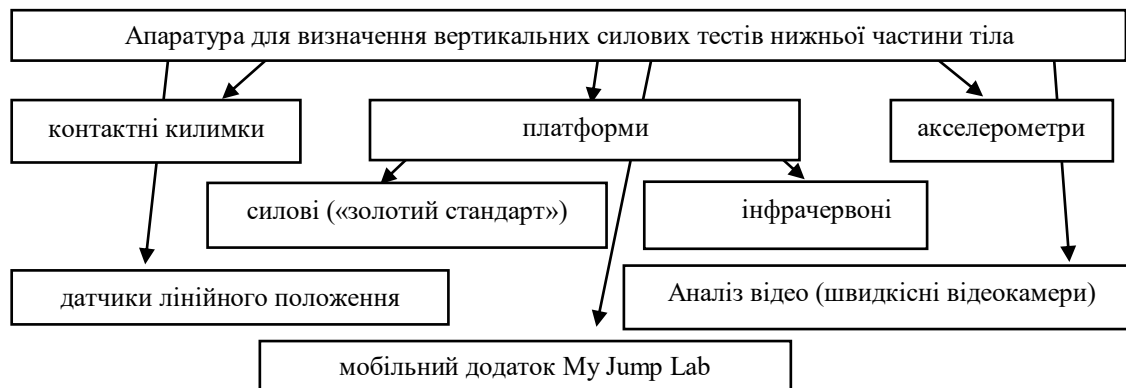 Апаратура для визначення вертикальних силових тестів нижньої частини тіла
контактні килимки
платформи
акселерометри
силові («золотий стандарт»)
інфрачервоні
датчики лінійного положення
Аналіз відео (швидкісні відеокамери)
мобільний додаток My Jump Lab